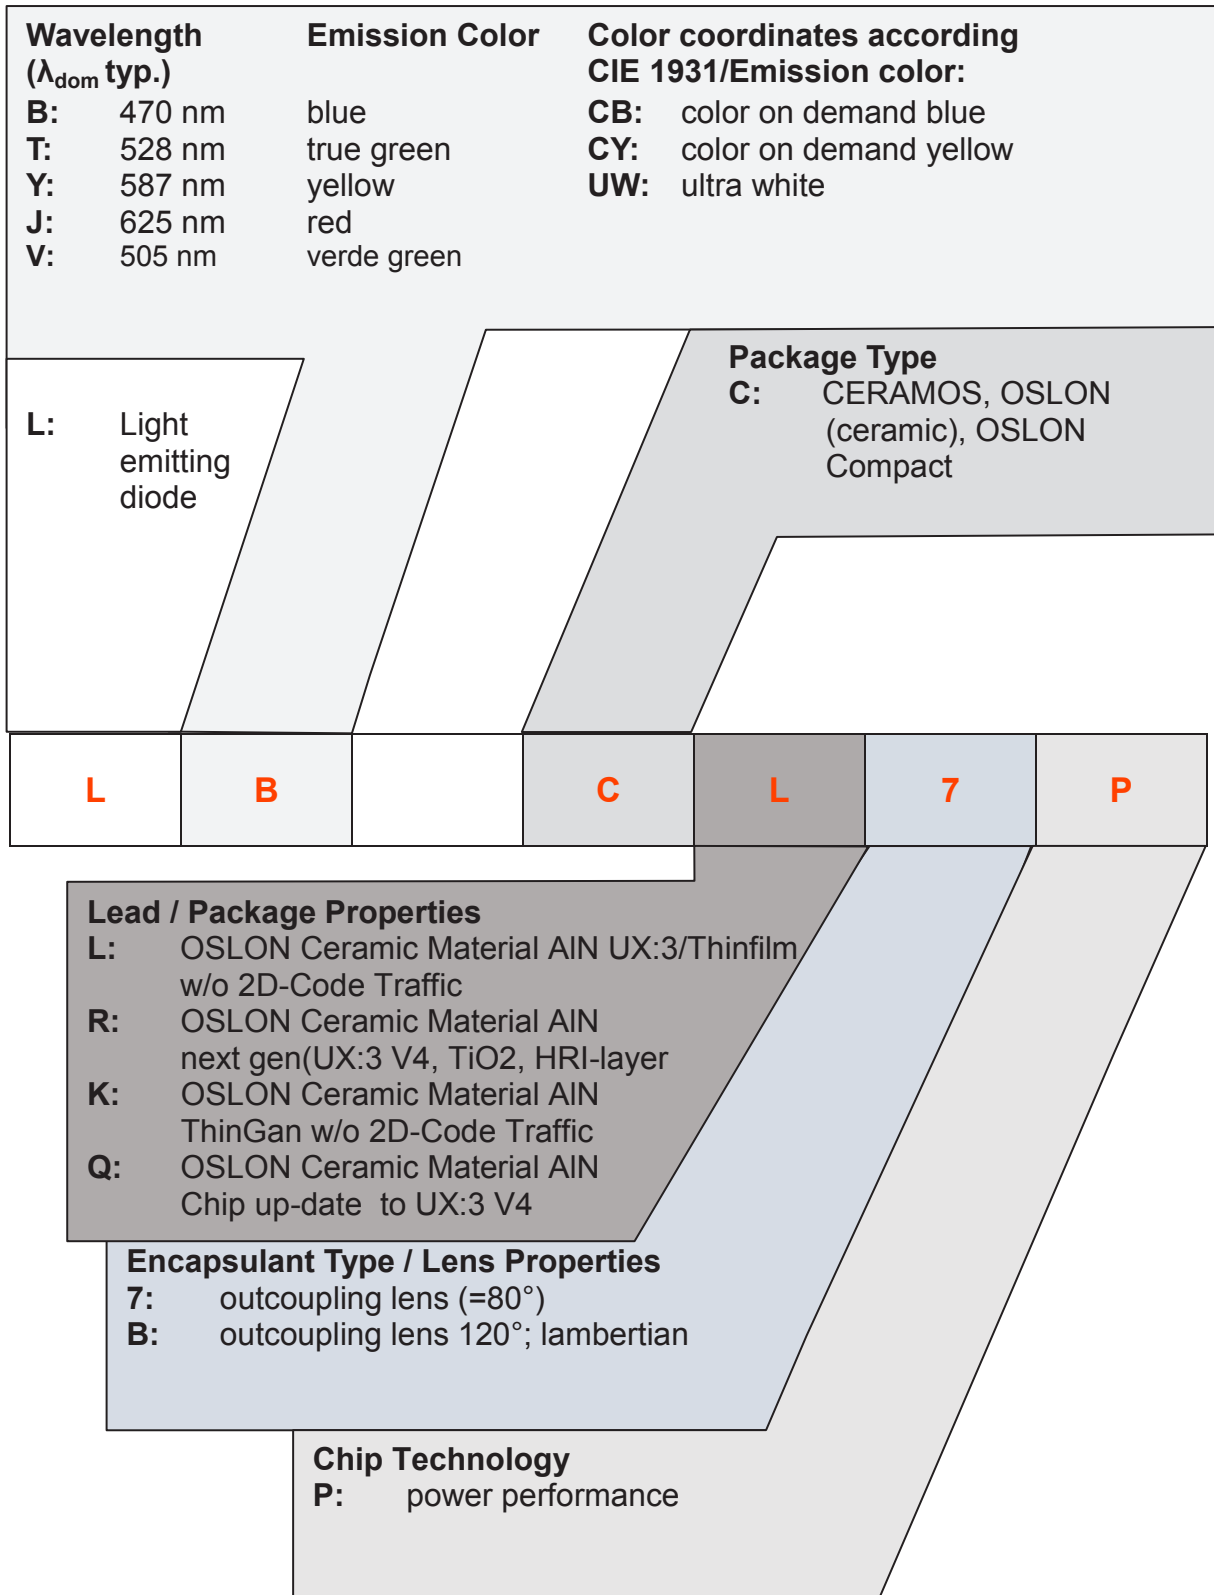 Wavelength Emission Color Color coordinates according
(λdom typ.) CIE 1931/Emission color:
B: 470 nm blue CB: color on demand blue
T: 528 nm true green CY: color on demand yellow
Y: 587 nm yellow UW: ultra white
J: 625 nm red
V: 505 nm verde green
Package Type
C: CERAMOS, OSLON
(ceramic), OSLON
Compact
L: Light
emitting
diode
L B C L 7 P
Lead / Package Properties
L: OSLON Ceramic Material AlN UX:3/Thinfilm
w/o 2D-Code Traffic
R: OSLON Ceramic Material AlN
next gen(UX:3 V4, TiO2, HRI-layer
K: OSLON Ceramic Material AlN
ThinGan w/o 2D-Code Traffic
Q: OSLON Ceramic Material AlN
Chip up-date to UX:3 V4
Encapsulant Type / Lens Properties
7: outcoupling lens (=80°)
B: outcoupling lens 120°; lambertian
Chip Technology
P: power performance